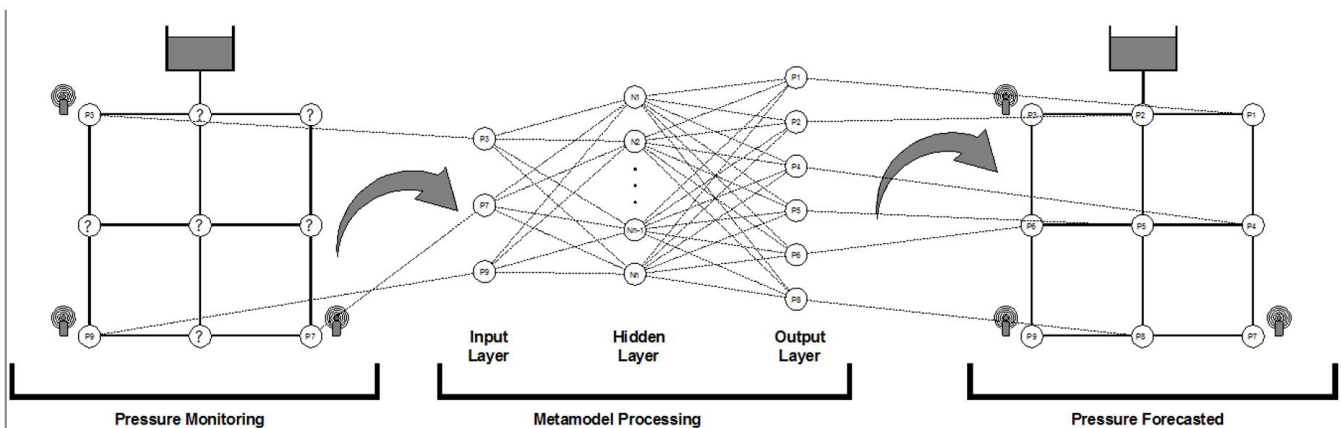 P3
?
?
?
?
?
P9
?
P7
Pressure Monitoring
P3
P7
P9
Input
Layer
N1
N2
Nn-1
Nn
Hidden
Layer
P1
P2
P4
P5
P6
P8
Output
Layer
Metamodel Processing
P3
P2
P1
P6
P5
P4
P9
P8
P7
Pressure Forecasted